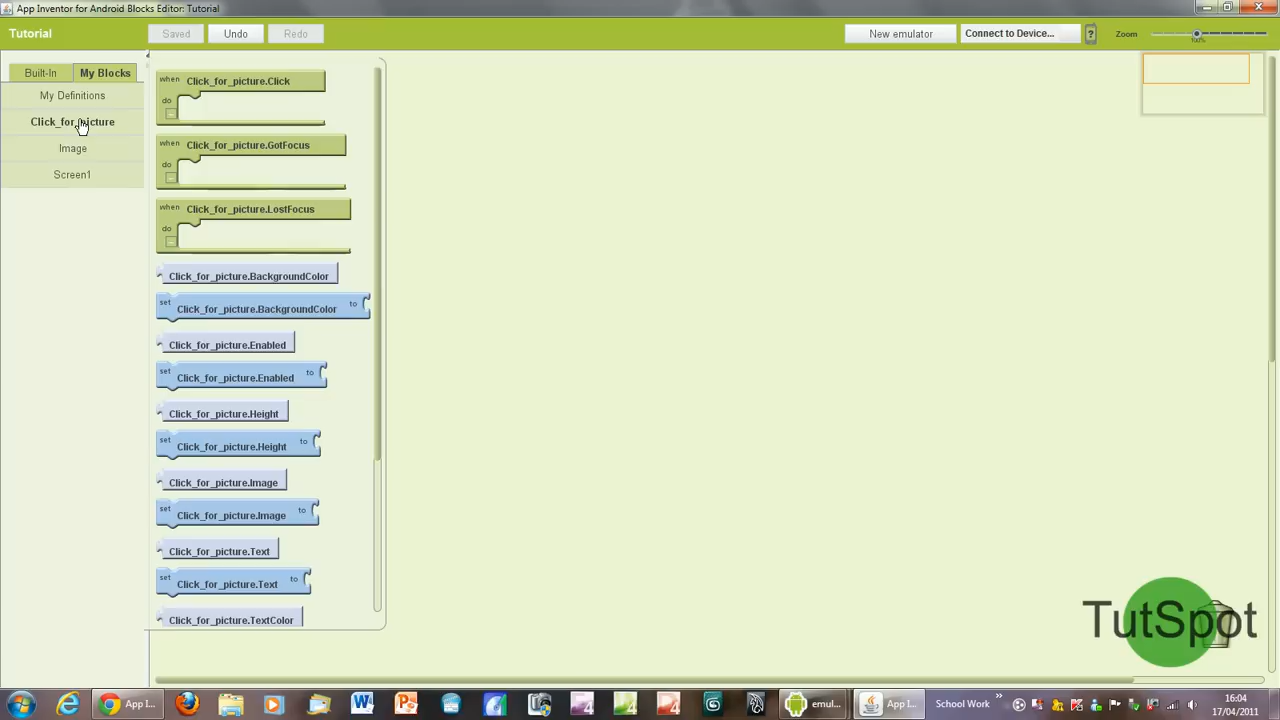 App Inventor for Android Blocks Editor: Tutorial
Tutorial
Saved
Undo
Redo
New emulator
Connect to Device...
?
Zoom
100%
Built-In
My Blocks
My Definitions
Click_for_picture
Image
Screen1
when Click_for_picture.Click
do
when Click_for_picture.GotFocus
do
when Click_for_picture.LostFocus
do
Click_for_picture.BackgroundColor
set Click_for_picture.BackgroundColor to
Click_for_picture.Enabled
set Click_for_picture.Enabled to
Click_for_picture.Height
set Click_for_picture.Height to
Click_for_picture.Image
set Click_for_picture.Image to
Click_for_picture.Text
set Click_for_picture.Text to
Click_for_picture.TextColor
TutSpot
App I...
emul...
App I...
School Work
16:04
17/04/2011